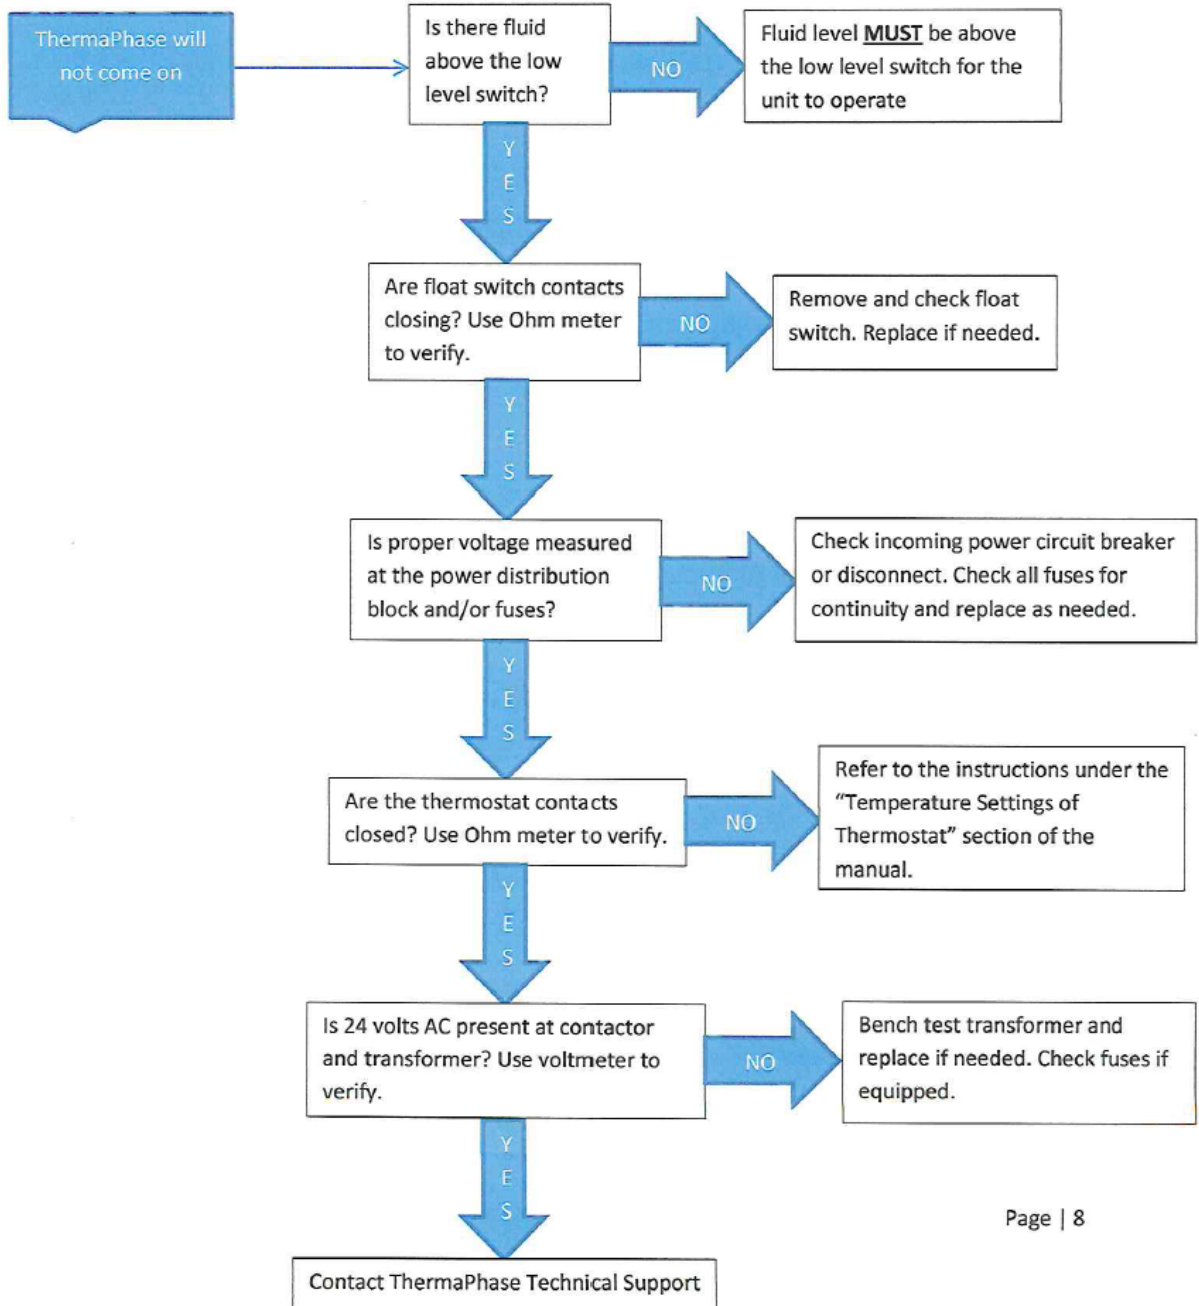 ThermaPhase will
not come on
Is there fluid
above the low
level switch?
NO
Fluid level MUST be above
the low level switch for the
unit to operate
Y
E
S
Are float switch contacts
closing? Use Ohm meter
to verify.
NO
Remove and check float
switch. Replace if needed.
Y
E
S
Is proper voltage measured
at the power distribution
block and/or fuses?
NO
Check incoming power circuit breaker
or disconnect. Check all fuses for
continuity and replace as needed.
Y
E
S
Are the thermostat contacts
closed? Use Ohm meter to verify.
NO
Refer to the instructions under the
“Temperature Settings of
Thermostat” section of the
manual.
Y
E
S
Is 24 volts AC present at contactor
and transformer? Use voltmeter to
verify.
NO
Bench test transformer and
replace if needed. Check fuses if
equipped.
Y
E
S
Page | 8
Contact ThermaPhase Technical Support